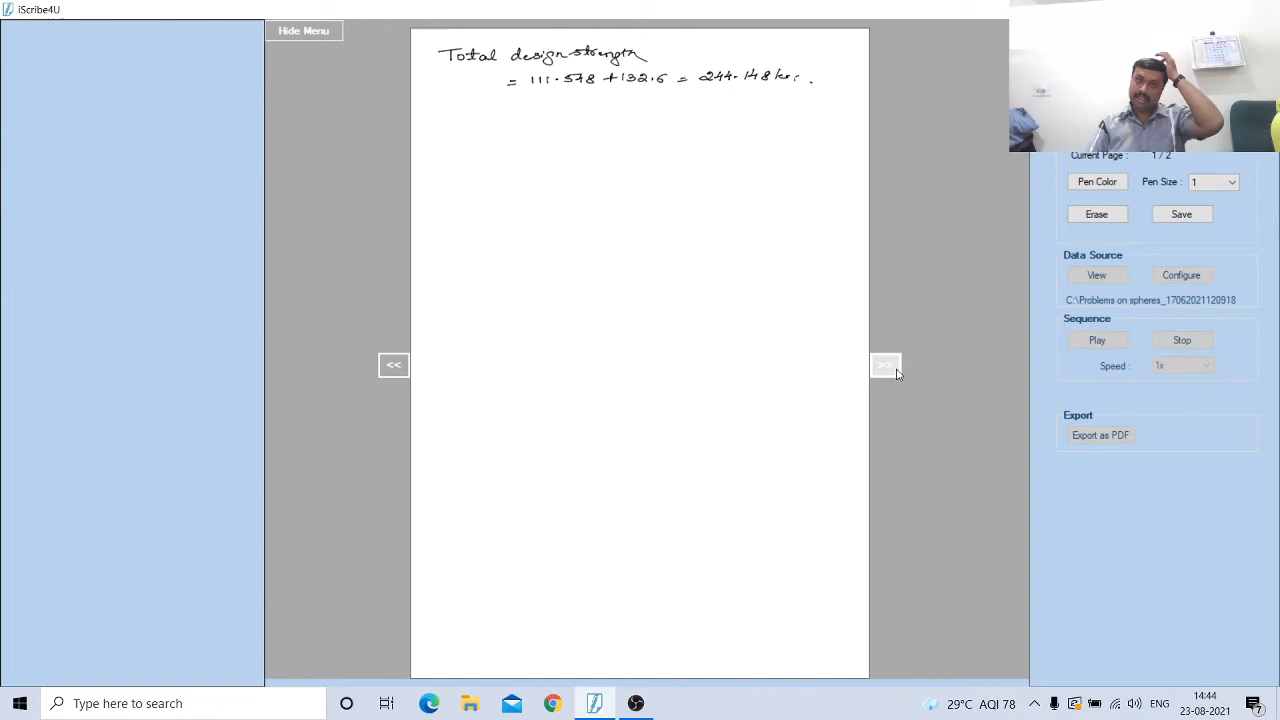 iScribe4U
Hide Menu
Total design strength
= 111.548 + 132.6 = 244.148 kN.
Current Page : 1 / 2
Pen Color
Pen Size :
1
Erase
Save
Data Source
View
Configure
C:\Problems on spheres_17062021120918
Sequence
Play
Stop
Speed :
1x
<<
>>
Export
Export as PDF
Type here to search
29°C AQI 78
14:44
23-08-2021
7